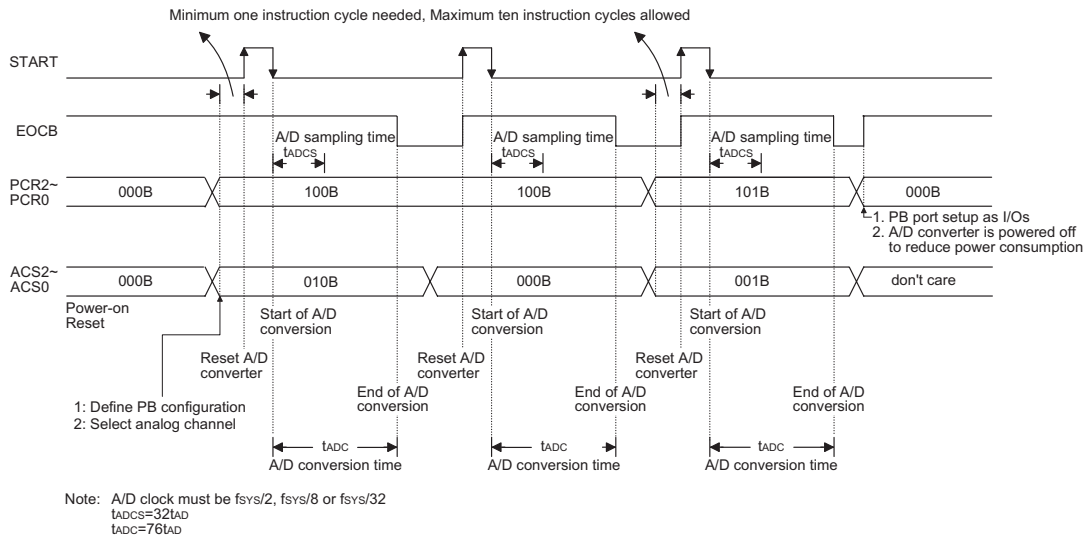 Minimum one instruction cycle needed, Maximum ten instruction cycles allowed
START
EOCB
A/D sampling time
tADCS
A/D sampling time
tADCS
A/D sampling time
tADCS
PCR2~
PCR0
000B
100B
100B
101B
000B
1. PB port setup as I/Os
2. A/D converter is powered off
to reduce power consumption
ACS2~
ACS0
000B
010B
000B
001B
don't care
Power-on
Reset
Start of A/D
conversion
Start of A/D
conversion
Start of A/D
conversion
Reset A/D
converter
Reset A/D
converter
Reset A/D
converter
1: Define PB configuration
2: Select analog channel
End of A/D
conversion
End of A/D
conversion
End of A/D
conversion
tADC
A/D conversion time
tADC
A/D conversion time
tADC
A/D conversion time
Note: A/D clock must be fSYS/2, fSYS/8 or fSYS/32
tADCS=32tAD
tADC=76tAD